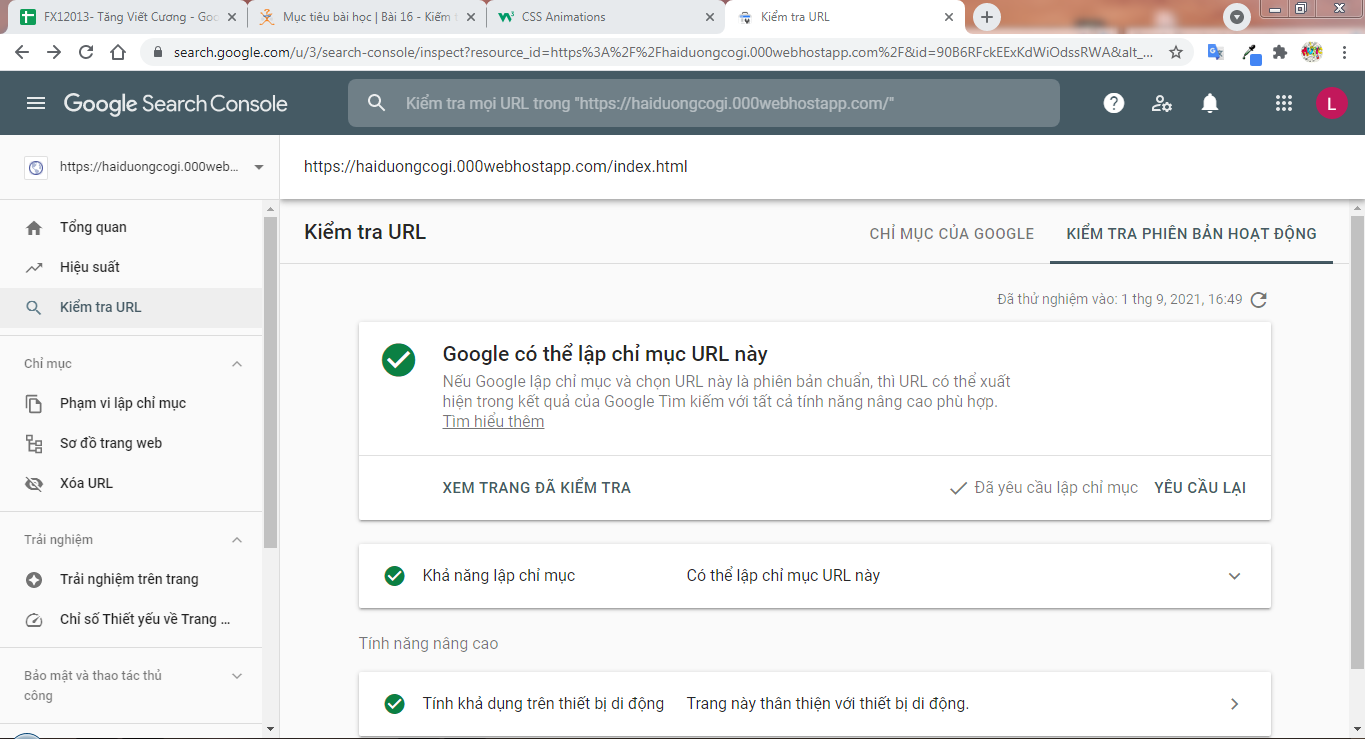 FX12013- Tăng Viết Cương - Goo
Mục tiêu bài học | Bài 16 - Kiểm t
CSS Animations
Kiểm tra URL
search.google.com/u/3/search-console/inspect?resource_id=https%3A%2F%2Fhaiduongcogi.000webhostapp.com%2F&id=90B6RFckEExKdWiOdssRWA&alt_...
Google Search Console
Kiểm tra mọi URL trong "https://haiduongcogi.000webhostapp.com/"
L
https://haiduongcogi.000web...
https://haiduongcogi.000webhostapp.com/index.html
Tổng quan
Hiệu suất
Kiểm tra URL
Chỉ mục
Phạm vi lập chỉ mục
Sơ đồ trang web
Xóa URL
Trải nghiệm
Trải nghiệm trên trang
Chỉ số Thiết yếu về Trang ...
Bảo mật và thao tác thủ
công
Kiểm tra URL
CHỈ MỤC CỦA GOOGLE
KIỂM TRA PHIÊN BẢN HOẠT ĐỘNG
Đã thử nghiệm vào: 1 thg 9, 2021, 16:49
Google có thể lập chỉ mục URL này
Nếu Google lập chỉ mục và chọn URL này là phiên bản chuẩn, thì URL có thể xuất
hiện trong kết quả của Google Tìm kiếm với tất cả tính năng nâng cao phù hợp.
Tìm hiểu thêm
XEM TRANG ĐÃ KIỂM TRA
Đã yêu cầu lập chỉ mục
YÊU CẦU LẠI
Khả năng lập chỉ mục
Có thể lập chỉ mục URL này
Tính năng nâng cao
Tính khả dụng trên thiết bị di động
Trang này thân thiện với thiết bị di động.